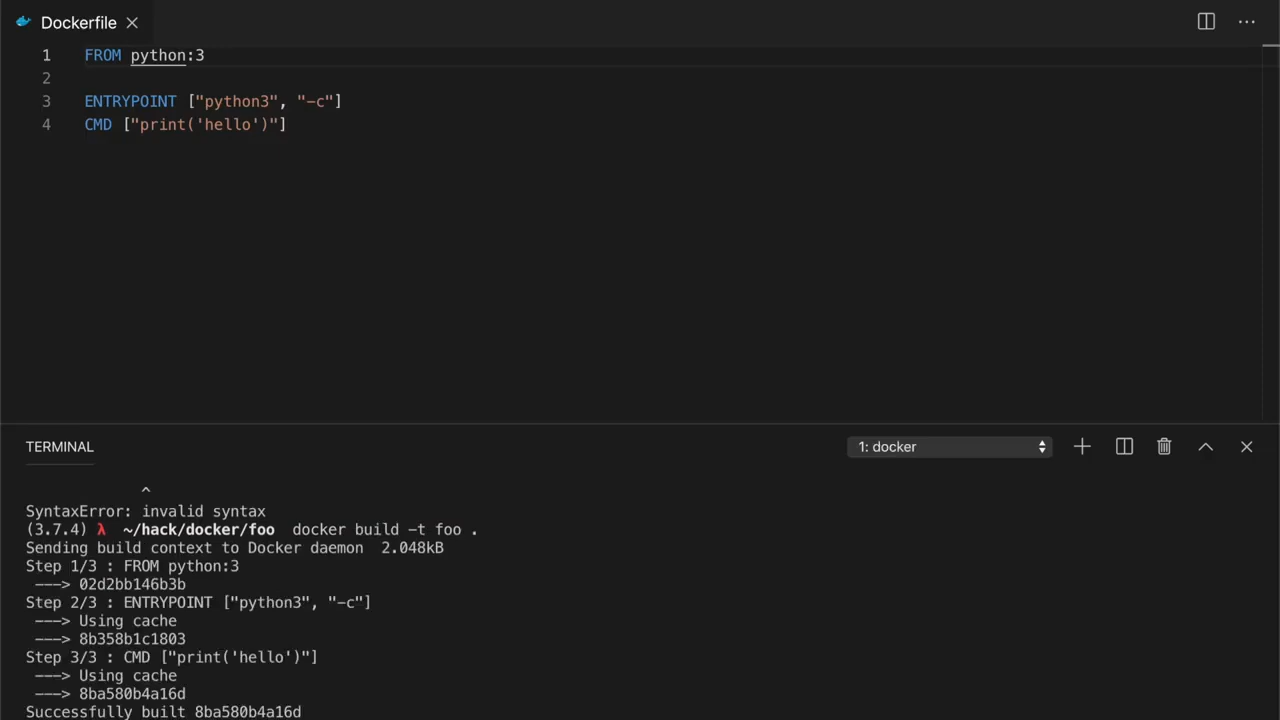 Dockerfile
1 FROM python:3
2
3 ENTRYPOINT ["python3", "-c"]
4 CMD ["print('hello')"]
TERMINAL
1: docker
^
SyntaxError: invalid syntax
(3.7.4) λ ~/hack/docker/foo docker build -t foo .
Sending build context to Docker daemon 2.048kB
Step 1/3 : FROM python:3
---> 02d2bb146b3b
Step 2/3 : ENTRYPOINT ["python3", "-c"]
---> Using cache
---> 8b358b1c1803
Step 3/3 : CMD ["print('hello')"]
---> Using cache
---> 8ba580b4a16d
Successfully built 8ba580b4a16d